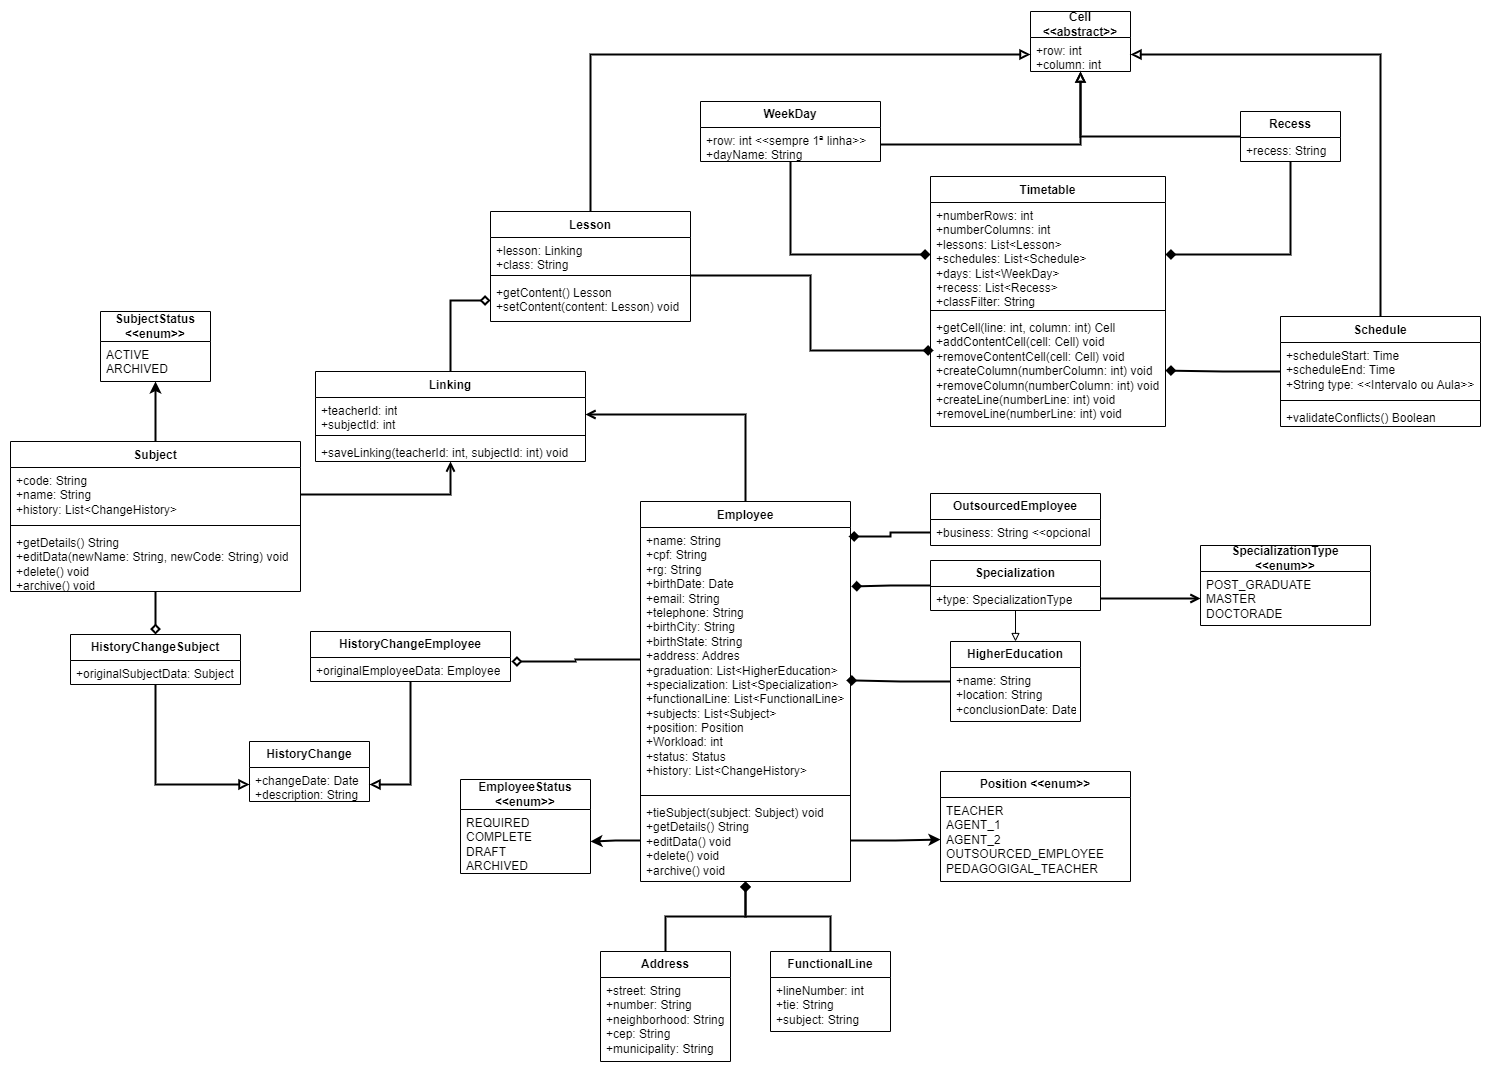 Cell
<<abstract>>
+row: int
+column: int
WeekDay
+row: int <<sempre 1ª linha>>
+dayName: String
Recess
+recess: String
Timetable
+numberRows: int
+numberColumns: int
+lessons: List<Lesson>
+schedules: List<Schedule>
+days: List<WeekDay>
+recess: List<Recess>
+classFilter: String
+getCell(line: int, column: int) Cell
+addContentCell(cell: Cell) void
+removeContentCell(cell: Cell) void
+createColumn(numberColumn: int) void
+removeColumn(numberColumn: int) void
+createLine(numberLine: int) void
+removeLine(numberLine: int) void
Lesson
+lesson: Linking
+class: String
+getContent() Lesson
+setContent(content: Lesson) void
Schedule
+scheduleStart: Time
+scheduleEnd: Time
+String type: <<Intervalo ou Aula>>
+validateConflicts() Boolean
SubjectStatus
<<enum>>
ACTIVE
ARCHIVED
Linking
+teacherId: int
+subjectId: int
+saveLinking(teacherId: int, subjectId: int) void
Subject
+code: String
+name: String
+history: List<ChangeHistory>
+getDetails() String
+editData(newName: String, newCode: String) void
+delete() void
+archive() void
Employee
+name: String
+cpf: String
+rg: String
+birthDate: Date
+email: String
+telephone: String
+birthCity: String
+birthState: String
+address: Addres
+graduation: List<HigherEducation>
+specialization: List<Specialization>
+functionalLine: List<FunctionalLine>
+subjects: List<Subject>
+position: Position
+Workload: int
+status: Status
+history: List<ChangeHistory>
+tieSubject(subject: Subject) void
+getDetails() String
+editData() void
+delete() void
+archive() void
OutsourcedEmployee
+business: String <<opcional
Specialization
+type: SpecializationType
SpecializationType
<<enum>>
POST_GRADUATE
MASTER
DOCTORADE
HigherEducation
+name: String
+location: String
+conclusionDate: Date
HistoryChangeSubject
+originalSubjectData: Subject
HistoryChangeEmployee
+originalEmployeeData: Employee
HistoryChange
+changeDate: Date
+description: String
EmployeeStatus
<<enum>>
REQUIRED
COMPLETE
DRAFT
ARCHIVED
Position <<enum>>
TEACHER
AGENT_1
AGENT_2
OUTSOURCED_EMPLOYEE
PEDAGOGIGAL_TEACHER
Address
+street: String
+number: String
+neighborhood: String
+cep: String
+municipality: String
FunctionalLine
+lineNumber: int
+tie: String
+subject: String